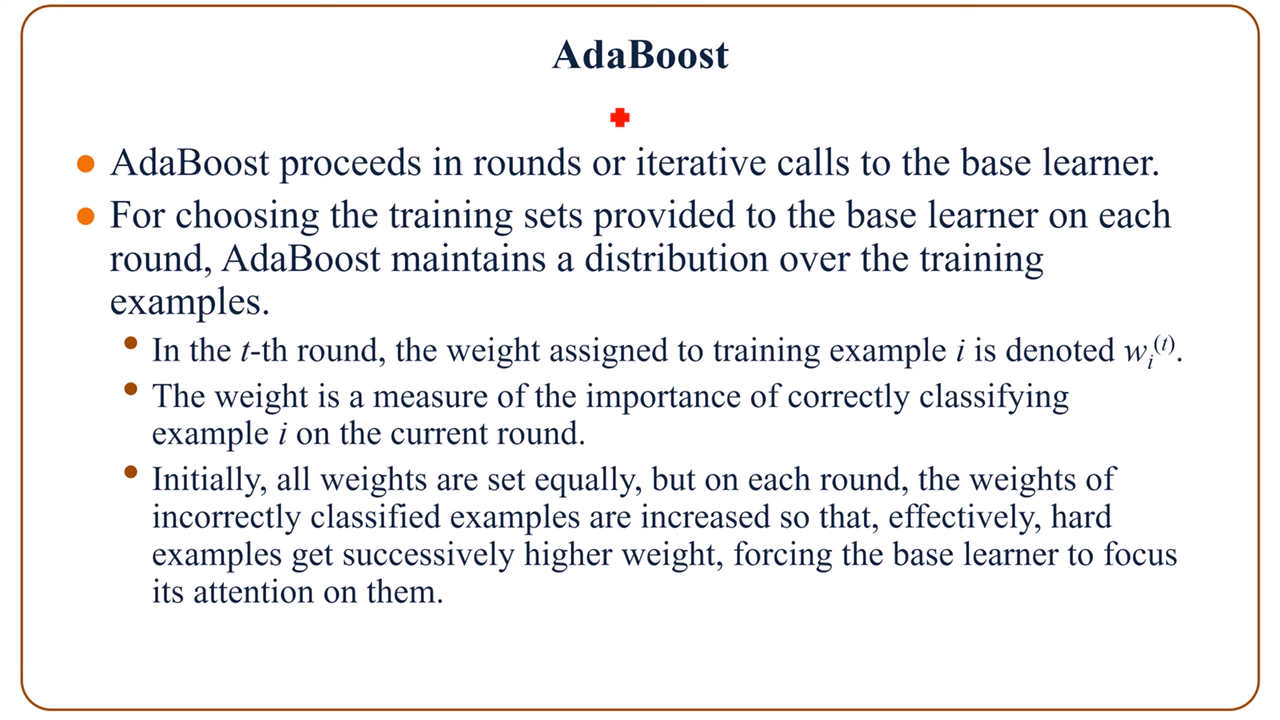 AdaBoost
• AdaBoost proceeds in rounds or iterative calls to the base learner.
• For choosing the training sets provided to the base learner on each
round, AdaBoost maintains a distribution over the training
examples.
• In the t-th round, the weight assigned to training example i is denoted wᵢ⁽ᵗ⁾.
• The weight is a measure of the importance of correctly classifying
example i on the current round.
• Initially, all weights are set equally, but on each round, the weights of
incorrectly classified examples are increased so that, effectively, hard
examples get successively higher weight, forcing the base learner to focus
its attention on them.